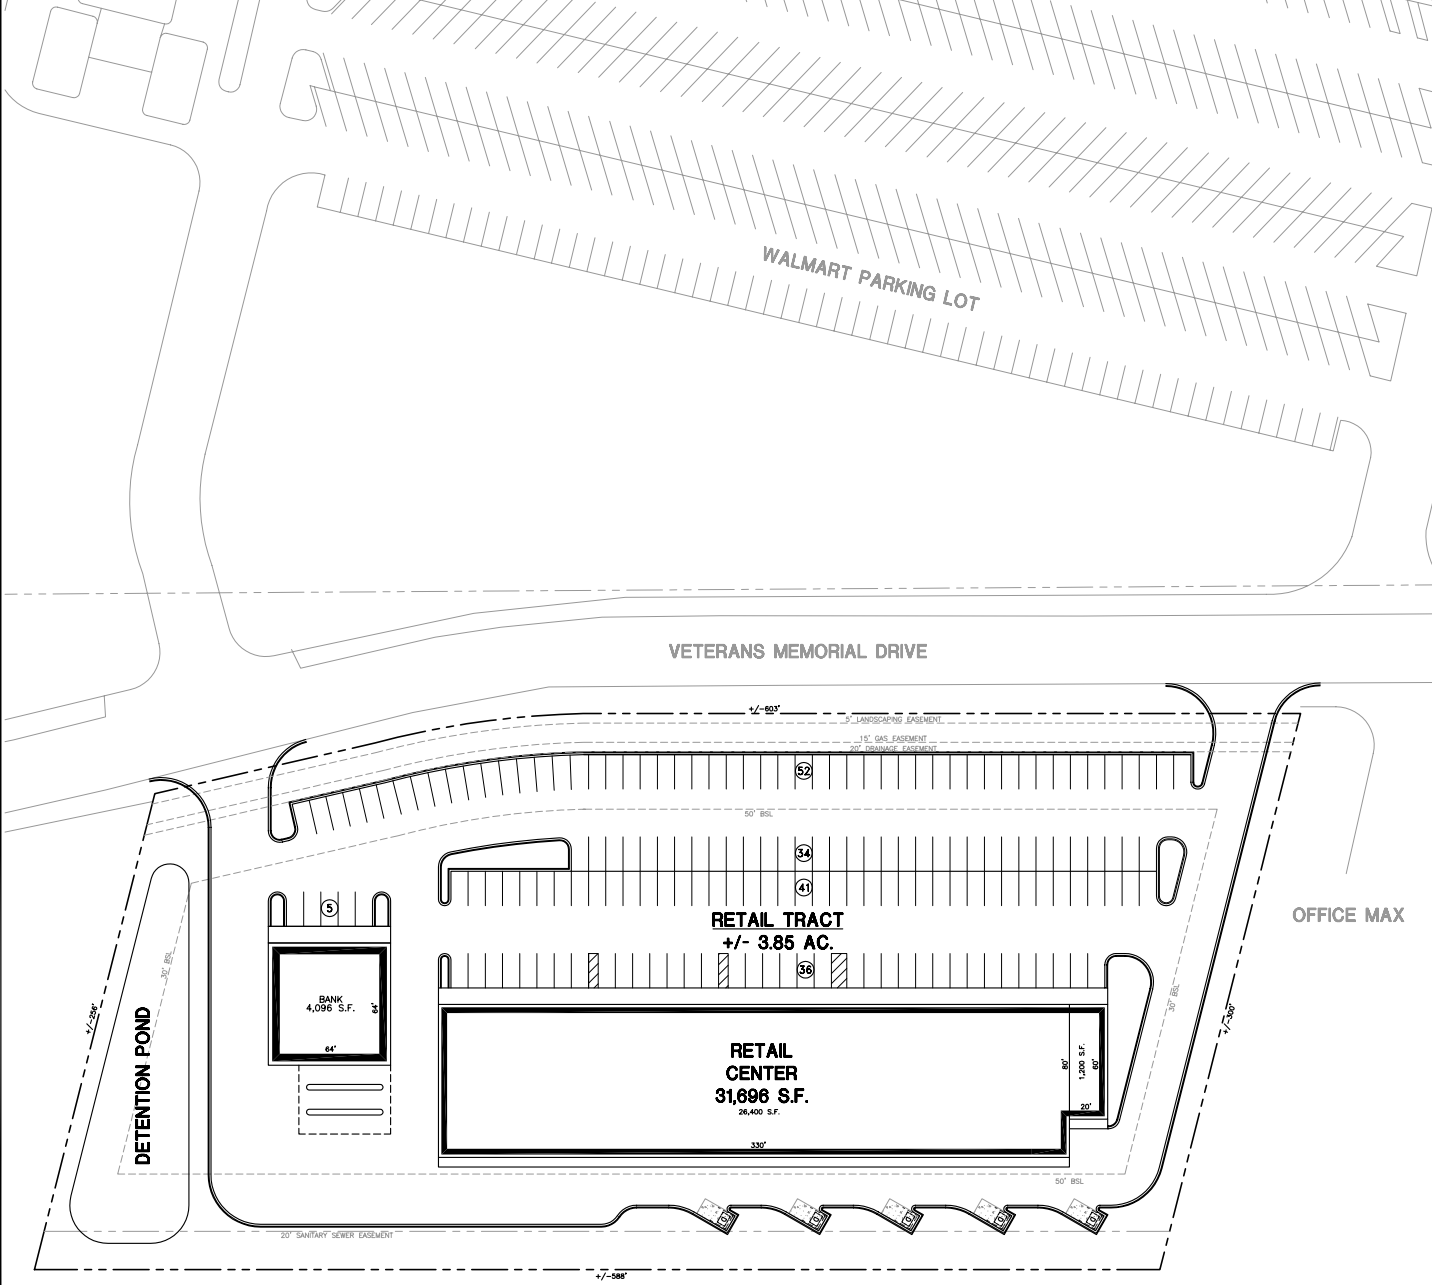 WALMART PARKING LOT
VETERANS MEMORIAL DRIVE
+/-603'
5' LANDSCAPING EASEMENT
15' GAS EASEMENT
20' DRAINAGE EASEMENT
52
50' BSL
34
41
5
RETAIL TRACT
+/- 3.85 AC.
OFFICE MAX
36
30' BSL
30' BSL
+/-256'
+/-300'
DETENTION POND
BANK
4,096 S.F.
64'
64'
RETAIL
CENTER
31,696 S.F.
26,400 S.F.
80'
1,200 S.F.
60'
20'
330'
50' BSL
20' SANITARY SEWER EASEMENT
+/-588'